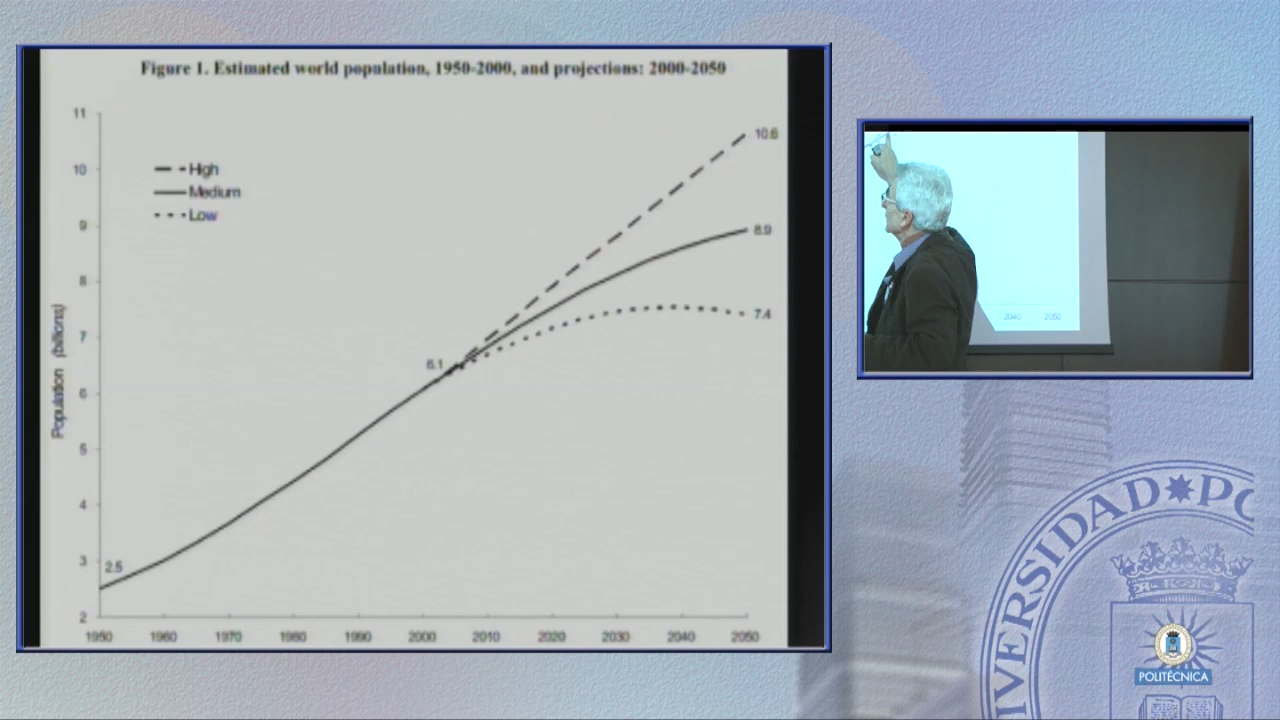 Figure 1. Estimated world population, 1950-2000, and projections: 2000-2050
11
10
9
8
7
6
5
4
3
2
Population (billions)
High
Medium
Low
10.6
8.9
7.4
6.1
2.5
1950 1960 1970 1980 1990 2000 2010 2020 2030 2040 2050
2040 2050
IVERSIDAD PO
POLITÉCNICA